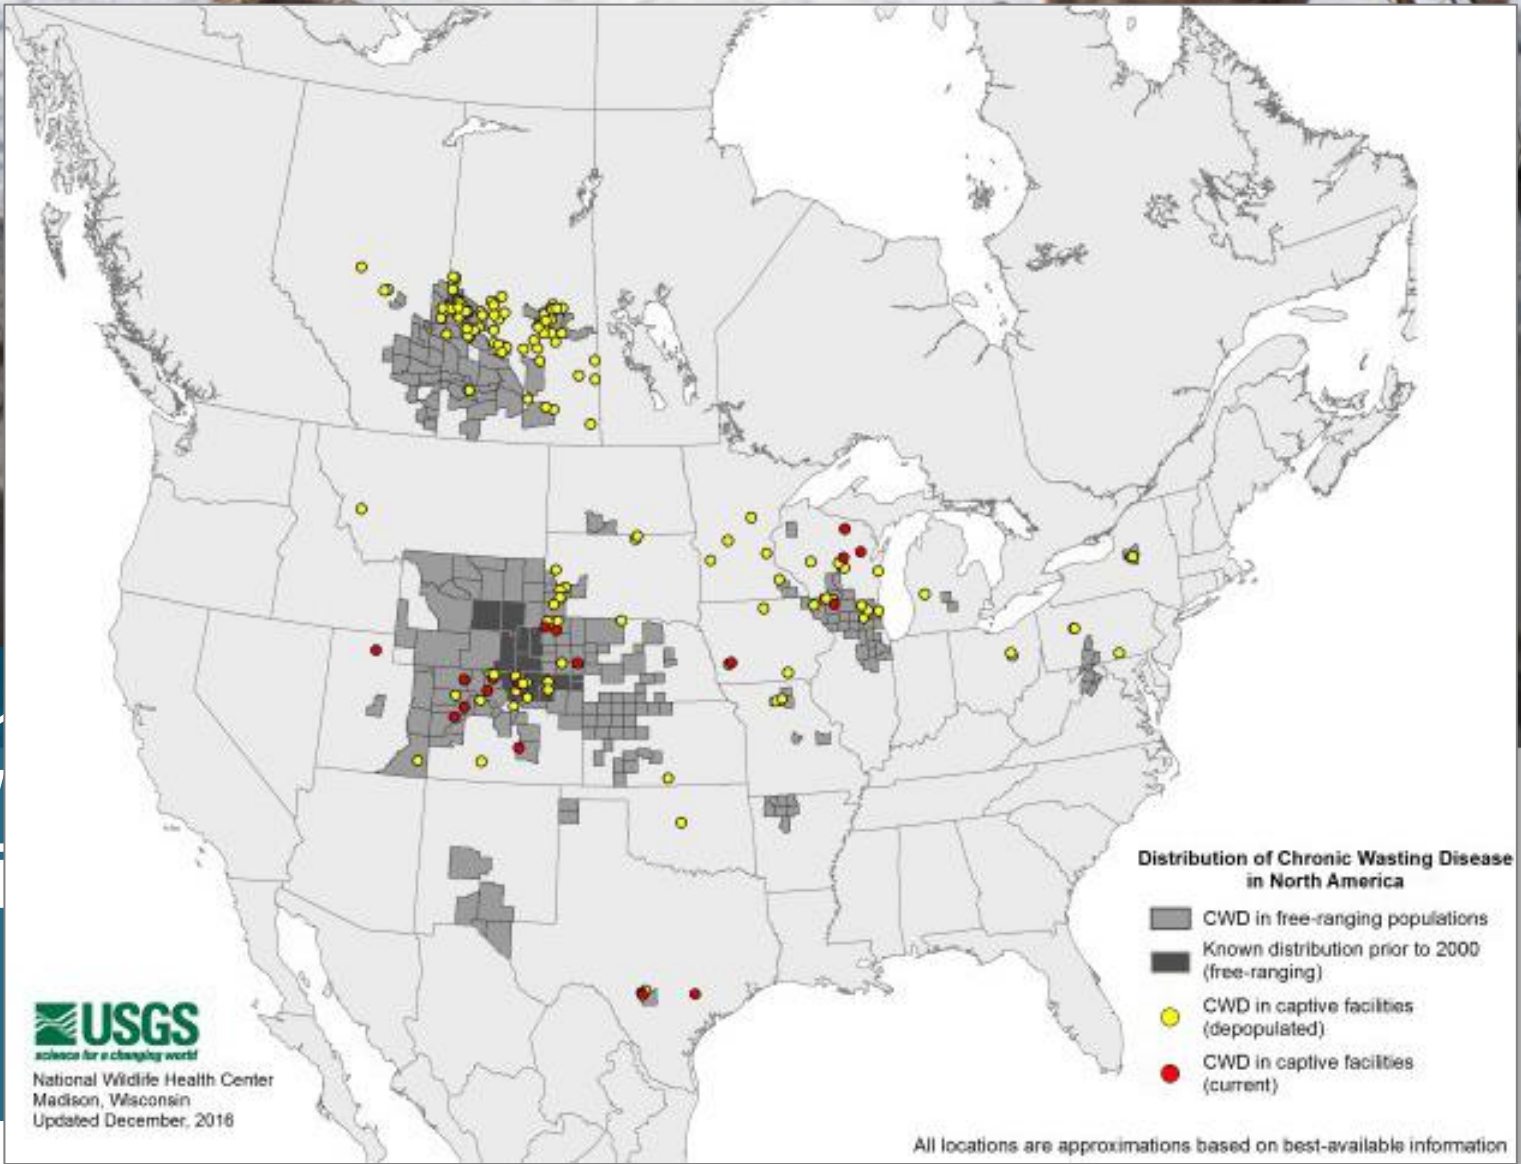 Distribution of Chronic Wasting Disease
in North America
CWD in free-ranging populations
Known distribution prior to 2000
(free-ranging)
CWD in captive facilities
(depopulated)
CWD in captive facilities
(current)
USGS
science for a changing world
National Wildlife Health Center
Madison, Wisconsin
Updated December, 2016
All locations are approximations based on best-available information